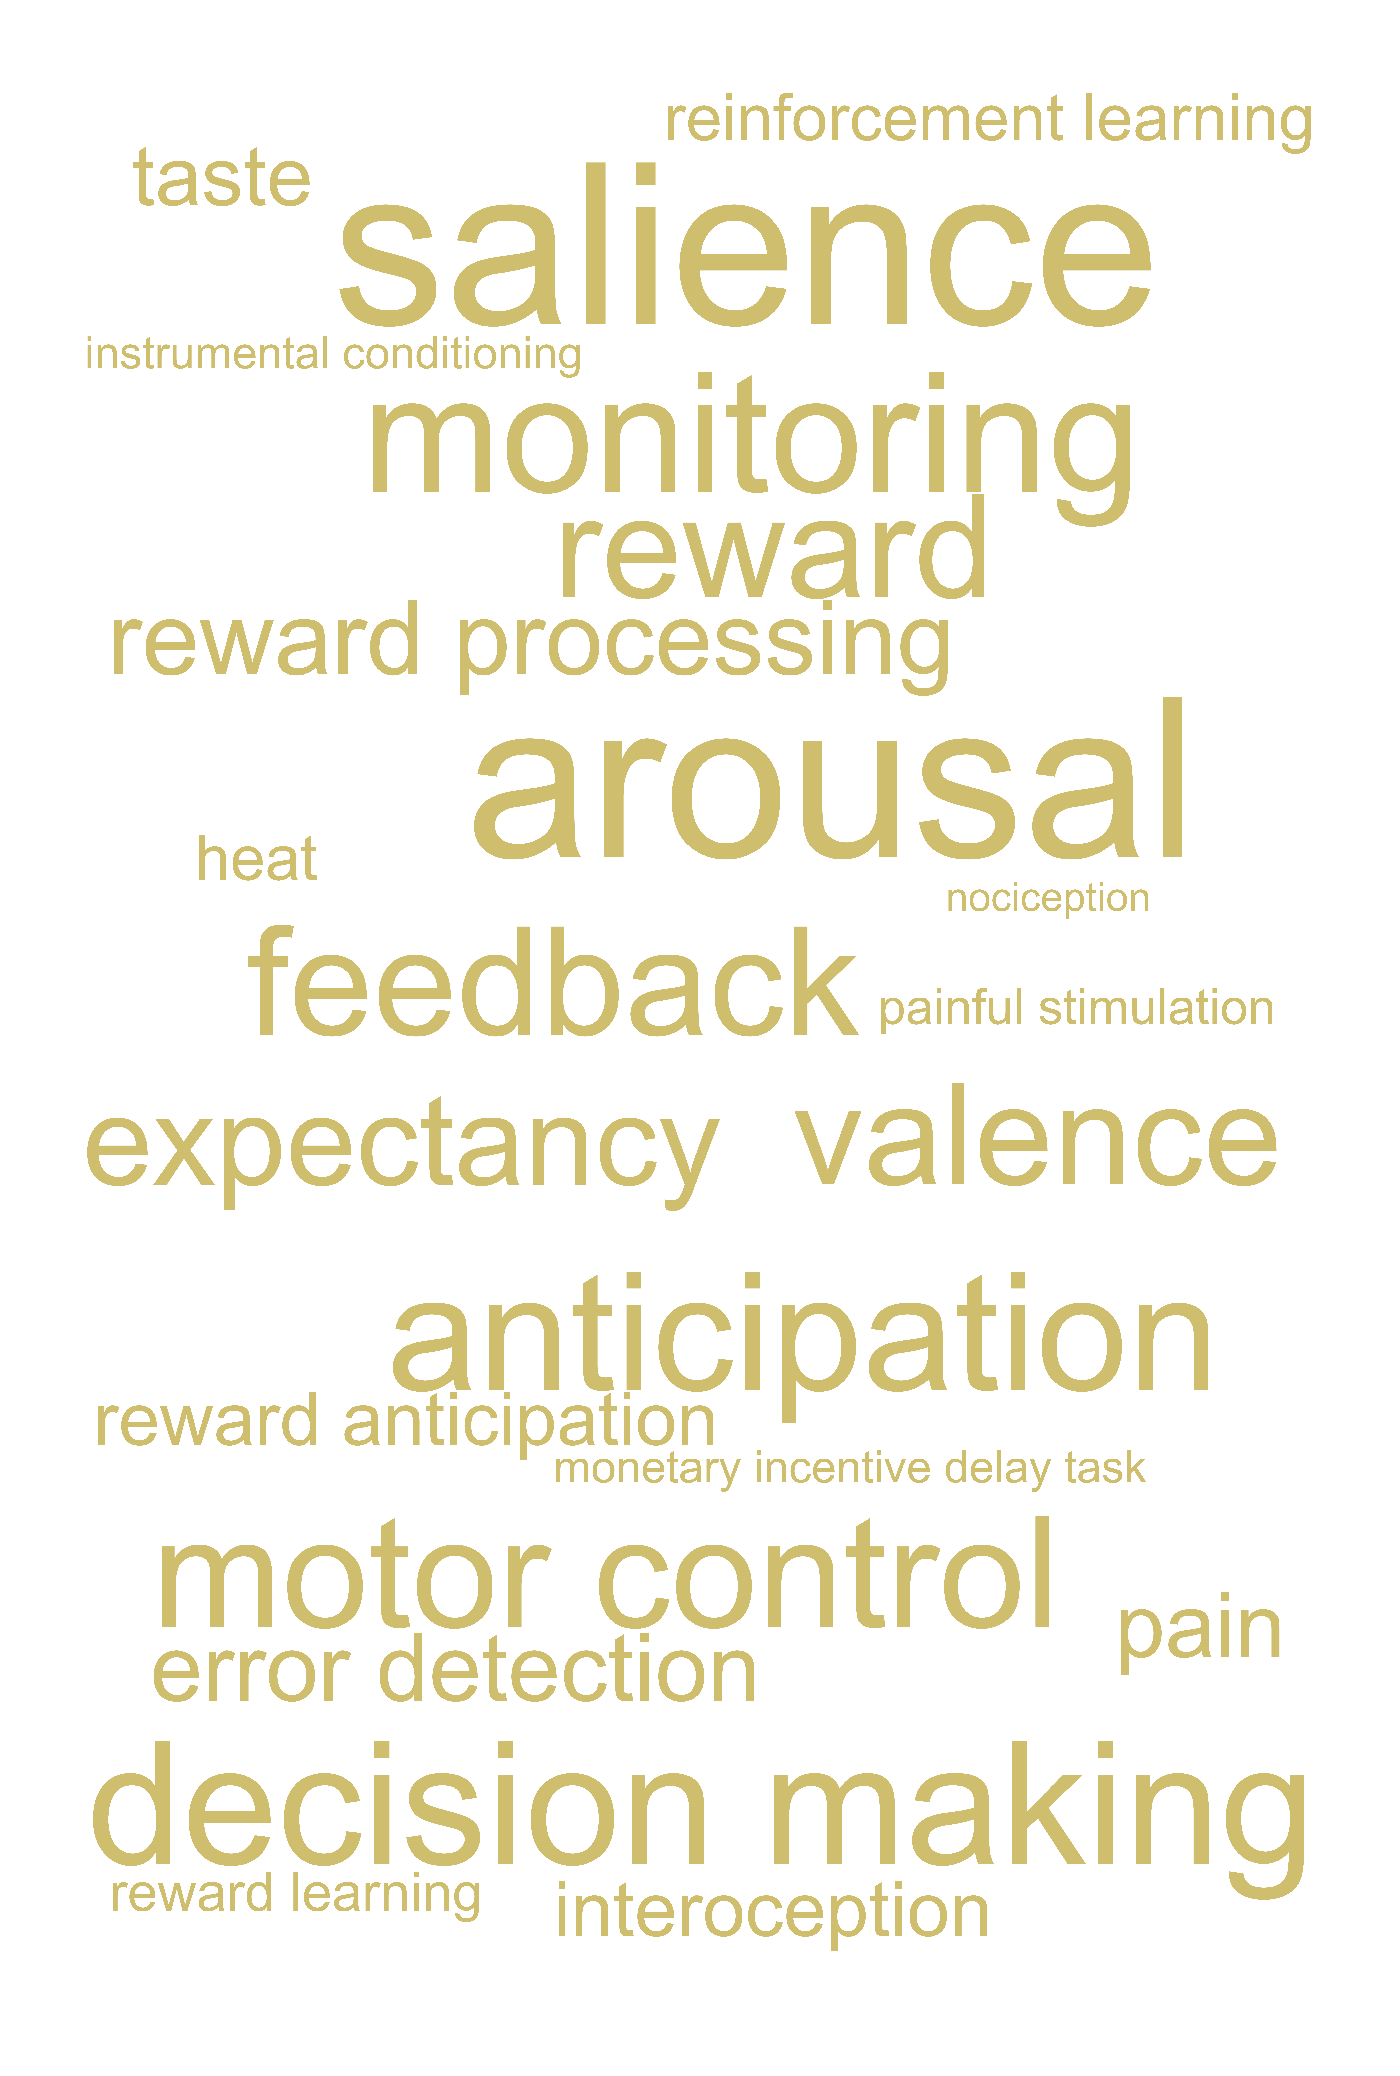 reinforcement learning
taste
salience
instrumental conditioning
monitoring
reward
reward processing
arousal
heat
nociception
feedback
painful stimulation
expectancy valence
anticipation
reward anticipation
monetary incentive delay task
motor control
pain
error detection
decision making
reward learning
interoception